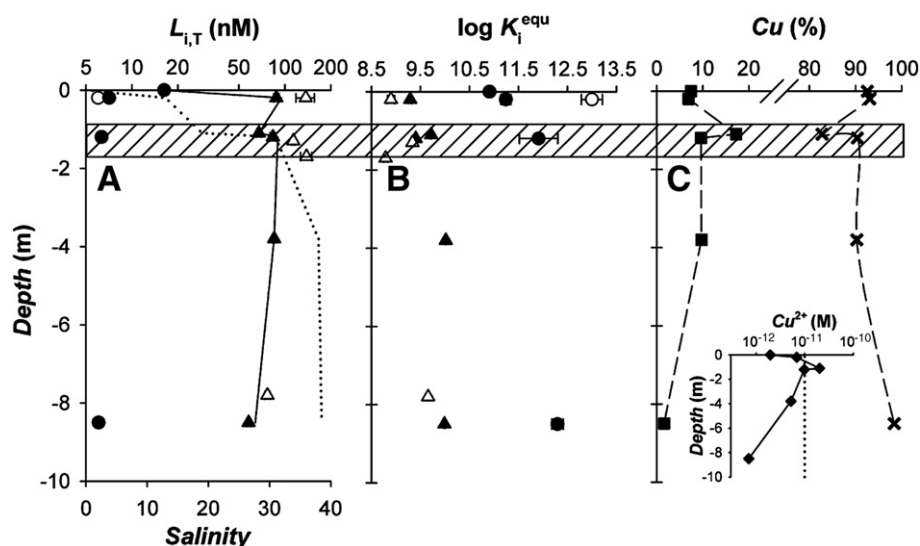 L_{i,T} (nM)
log K_i^{equ}
Cu (%)
5 10 20 50 100 200
8.5 9.5 10.5 11.5 12.5 13.5
0 10 20 80 90 100
0
-2
-4
-6
-8
-10
Depth (m)
A
B
C
0 10 20 30 40
Salinity
Cu²⁺ (M)
10⁻¹² 10⁻¹¹ 10⁻¹⁰
0
-2
-4
-6
-8
-10
Depth (m)